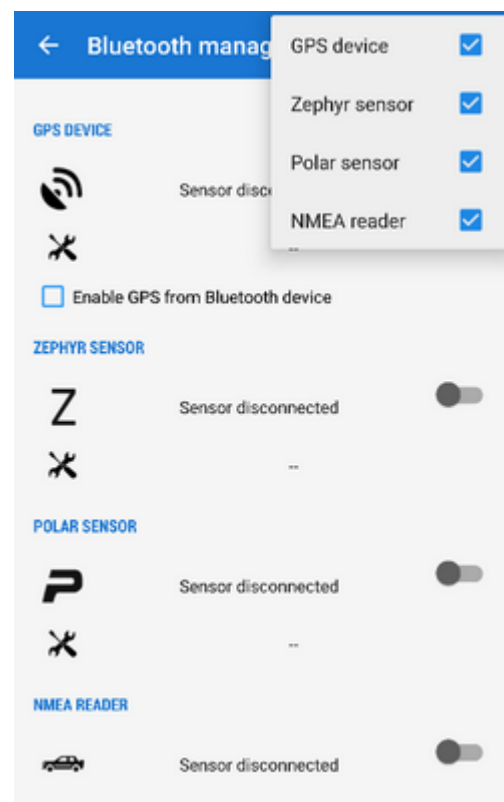 Bluetooth manag
GPS device
Zephyr sensor
Polar sensor
NMEA reader
GPS DEVICE
Sensor disc
--
Enable GPS from Bluetooth device
ZEPHYR SENSOR
Z
Sensor disconnected
--
POLAR SENSOR
Sensor disconnected
--
NMEA READER
Sensor disconnected